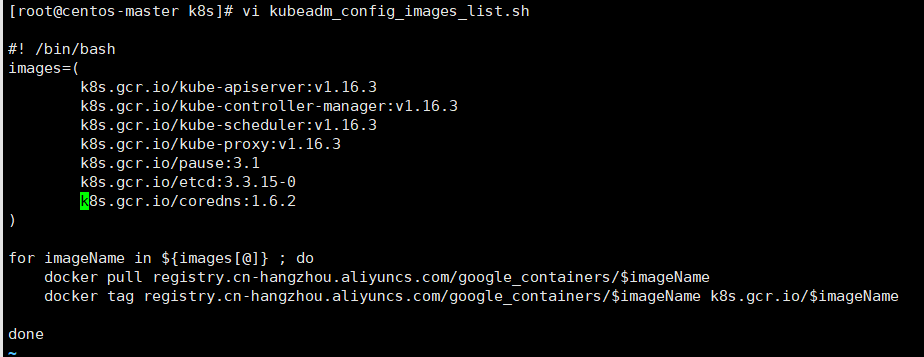 [root@centos-master k8s]# vi kubeadm_config_images_list.sh
#! /bin/bash
images=(
k8s.gcr.io/kube-apiserver:v1.16.3
k8s.gcr.io/kube-controller-manager:v1.16.3
k8s.gcr.io/kube-scheduler:v1.16.3
k8s.gcr.io/kube-proxy:v1.16.3
k8s.gcr.io/pause:3.1
k8s.gcr.io/etcd:3.3.15-0
k8s.gcr.io/coredns:1.6.2
)
for imageName in ${images[@]} ; do
docker pull registry.cn-hangzhou.aliyuncs.com/google_containers/$imageName
docker tag registry.cn-hangzhou.aliyuncs.com/google_containers/$imageName k8s.gcr.io/$imageName
done
~